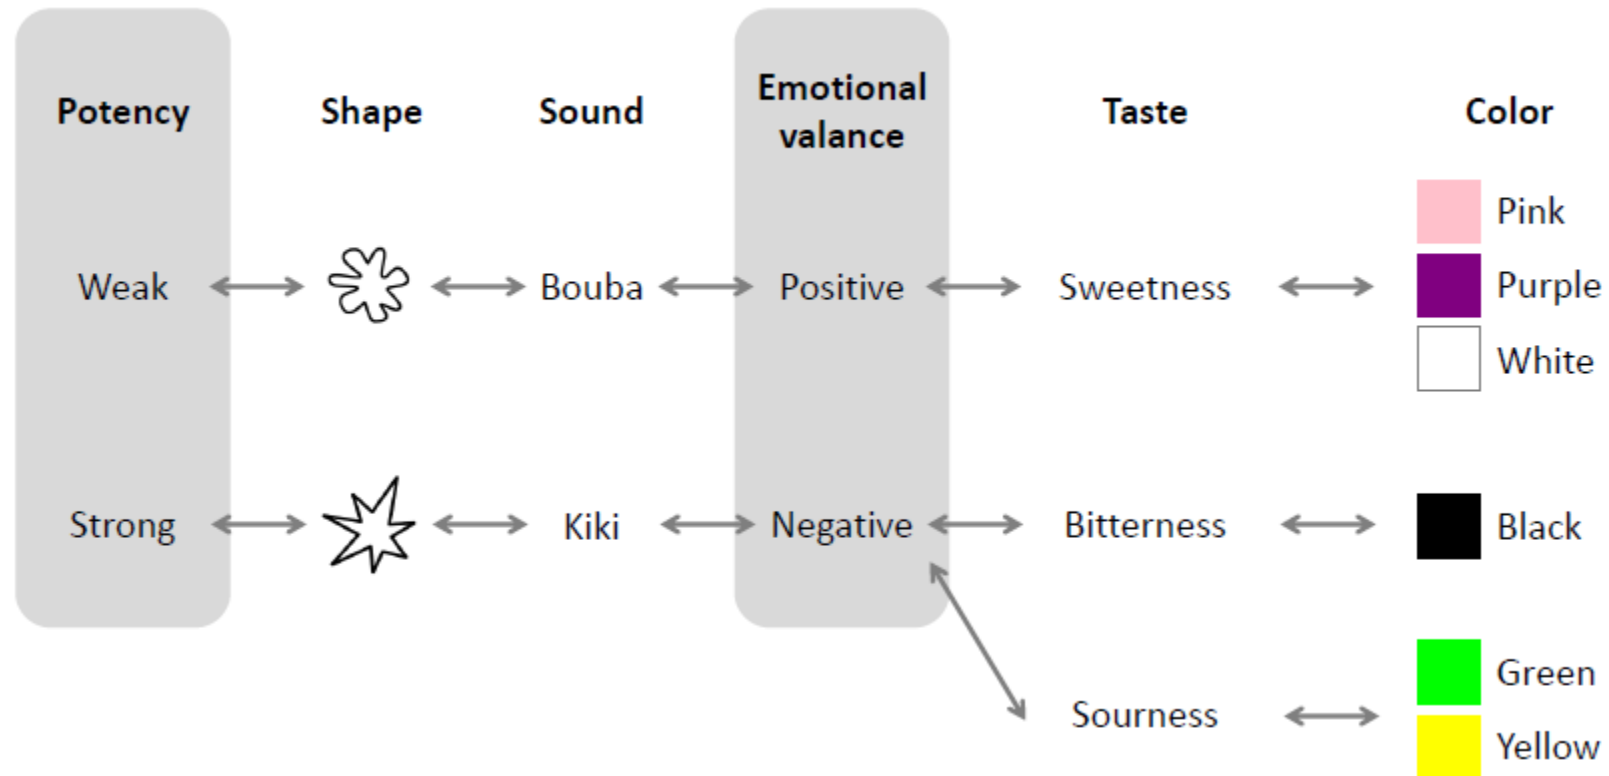 Potency
Shape
Sound
Emotional
valance
Taste
Color
Weak
Bouba
Positive
Sweetness
Pink
Purple
White
Strong
Kiki
Negative
Bitterness
Black
Sourness
Green
Yellow